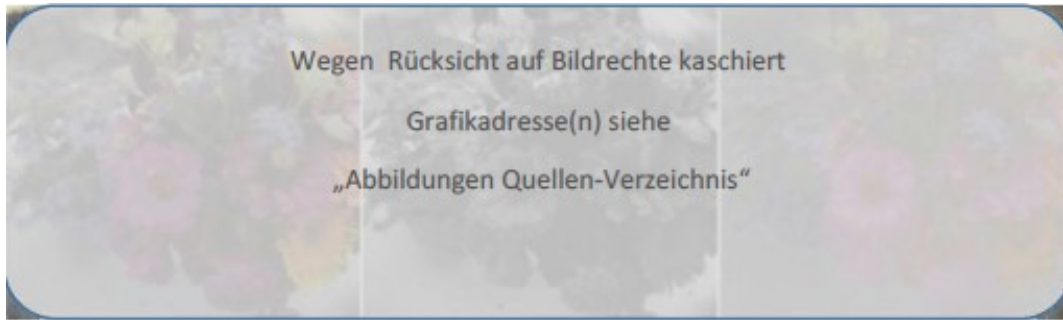 Wegen Rücksicht auf Bildrechte kaschiert
Grafikadresse(n) siehe
„Abbildungen Quellen-Verzeichnis“